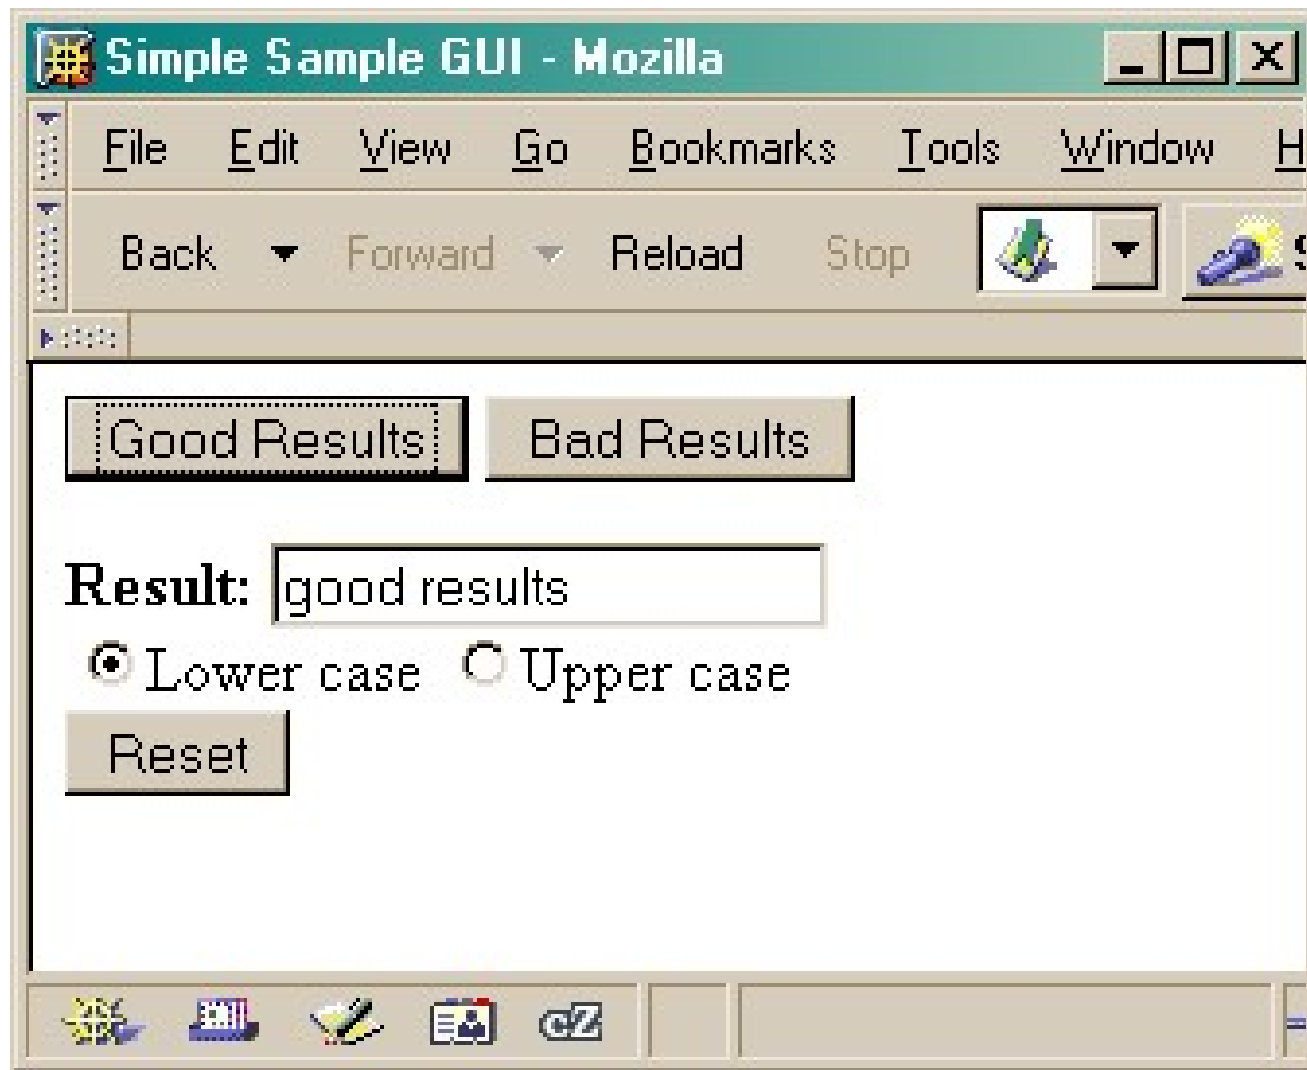 Simple Sample GUI - Mozilla
File Edit View Go Bookmarks Tools Window H
Back Forward Reload Stop S
Good Results Bad Results
Result: good results
Lower case Upper case
Reset
cZ